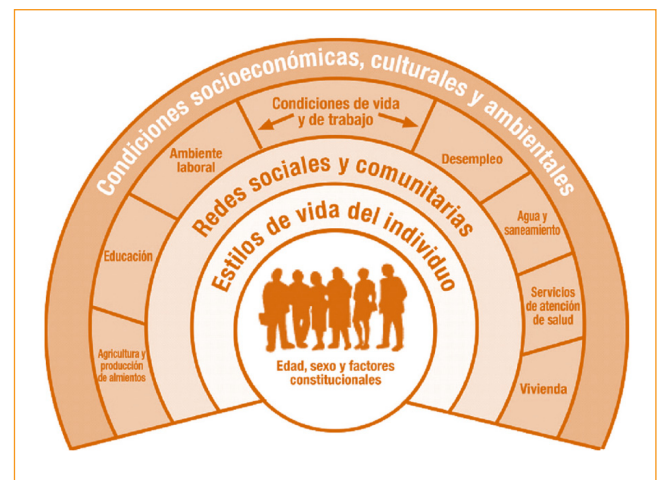 Condiciones socioeconómicas, culturales y ambientales
Condiciones de vida
y de trabajo
Ambiente
laboral
Desempleo
Redes sociales y comunitarias
Educación
Agua y
saneamiento
Estilos de vida del individuo
Servicios
de atención
de salud
Agricultura y
producción
de almientos
Vivienda
Edad, sexo y factores
constitucionales